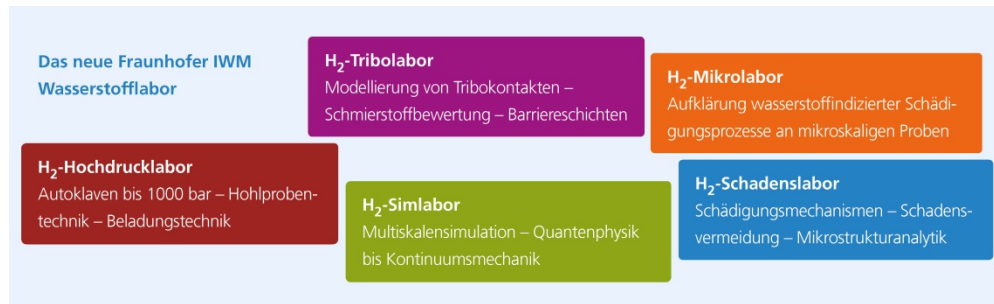 Das neue Fraunhofer IWM
Wasserstofflabor
H₂-Tribolabor
Modellierung von Tribokontakten –
Schmierstoffbewertung – Barriereschichten
H₂-Mikrolabor
Aufklärung wasserstoffindizierter Schädi-
gungsprozesse an mikroskaligen Proben
H₂-Hochdrucklabor
Autoklaven bis 1000 bar – Hohlproben-
technik – Beladungstechnik
H₂-Simlabor
Multiskalensimulation – Quantenphysik
bis Kontinuumsmechanik
H₂-Schadenslabor
Schädigungsmechanismen – Schadens-
vermeidung – Mikrostrukturanalytik